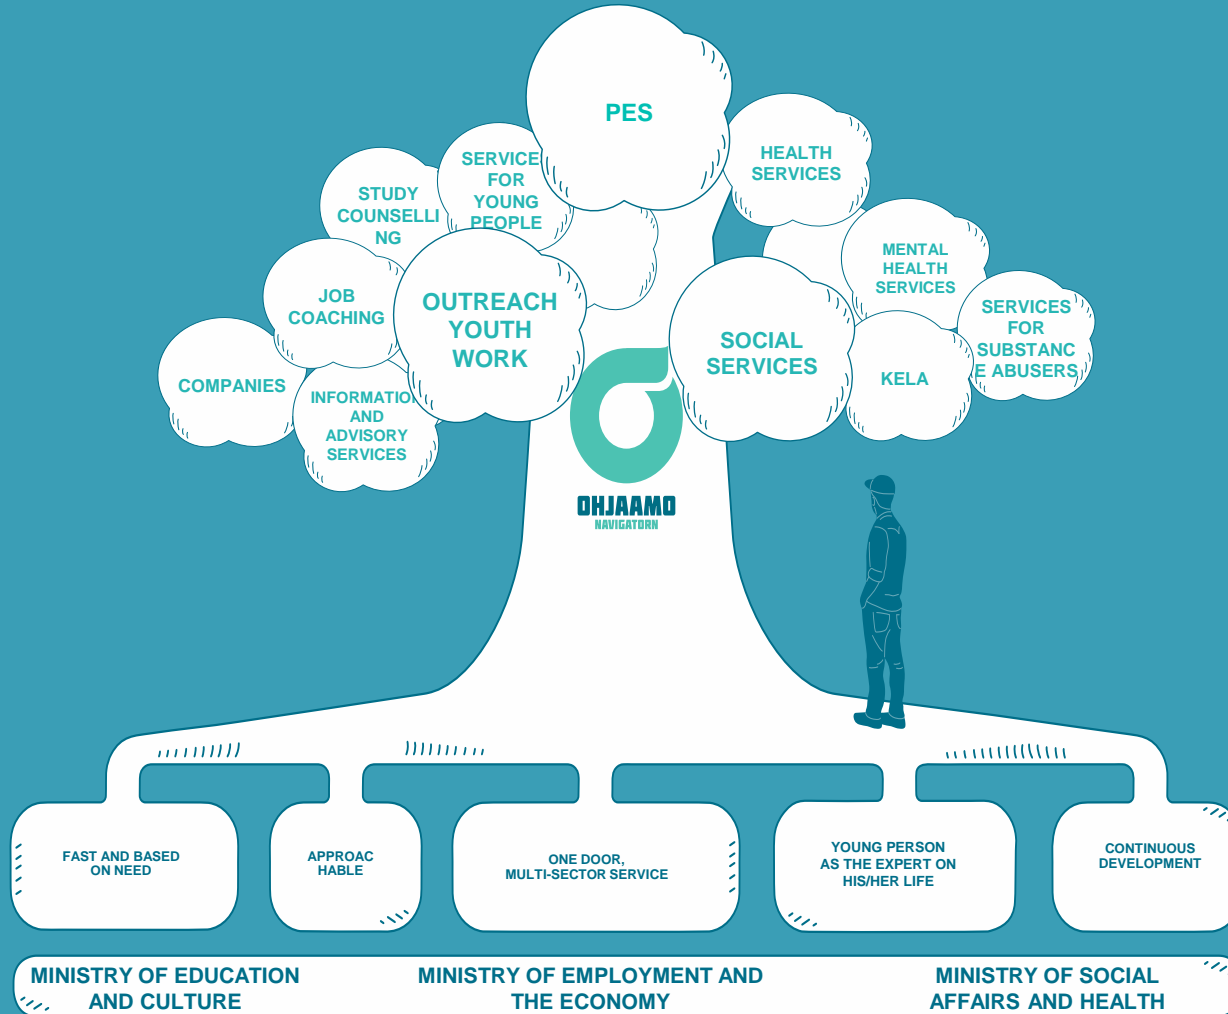 PES
HEALTH
SERVICES
SERVICE
FOR
YOUNG
PEOPLE
STUDY
COUNSELLI
NG
MENTAL
HEALTH
SERVICES
JOB
COACHING
OUTREACH
YOUTH
WORK
SERVICES
FOR
SUBSTANC
E ABUSERS
SOCIAL
SERVICES
KELA
COMPANIES
INFORMATION
AND
ADVISORY
SERVICES
OHJAAMO
NAVIGATORN
FAST AND BASED
ON NEED
APPROAC
HABLE
ONE DOOR,
MULTI-SECTOR SERVICE
YOUNG PERSON
AS THE EXPERT ON
HIS/HER LIFE
CONTINUOUS
DEVELOPMENT
MINISTRY OF EDUCATION
AND CULTURE
MINISTRY OF EMPLOYMENT AND
THE ECONOMY
MINISTRY OF SOCIAL
AFFAIRS AND HEALTH